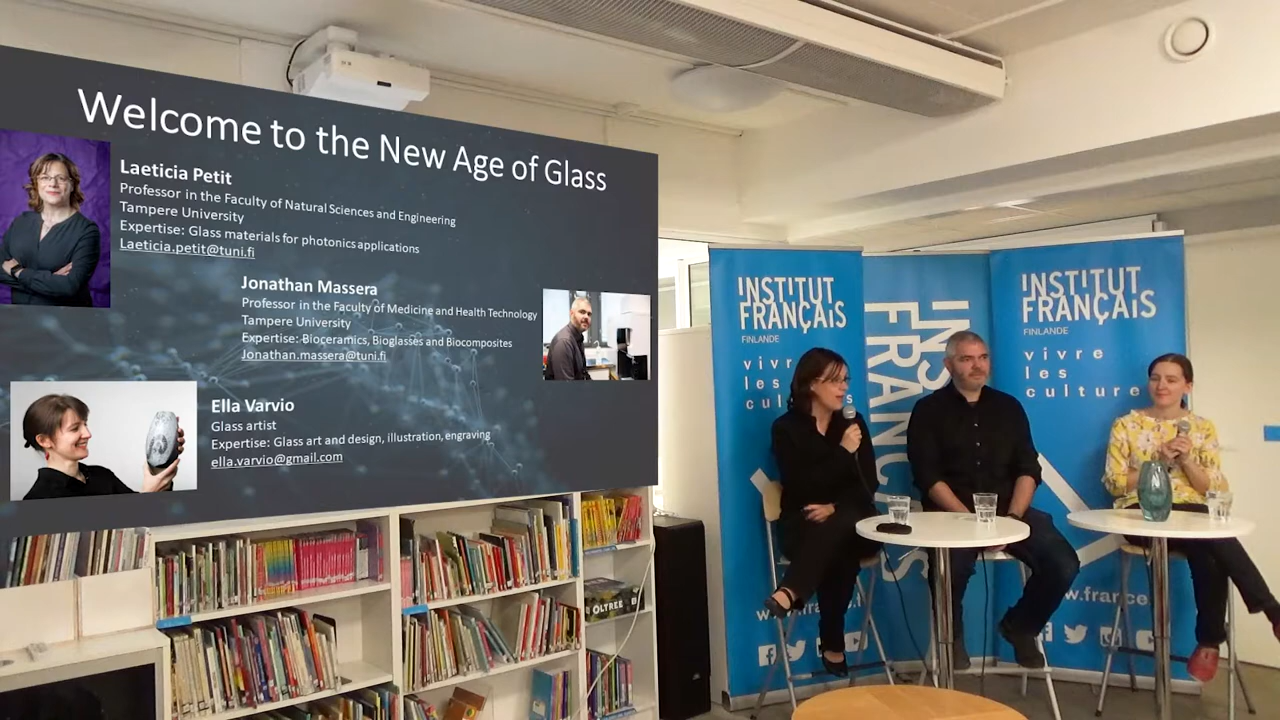 Welcome to the New Age of Glass
Laeticia Petit
Professor in the Faculty of Natural Sciences and Engineering
Tampere University
Expertise: Glass materials for photonics applications
Laeticia.petit@tuni.fi
Jonathan Massera
Professor in the Faculty of Medicine and Health Technology
Tampere University
Expertise: Bioceramics, Bioglasses and Biocomposites
Jonathan.massera@tuni.fi
Ella Varvio
Glass artist
Expertise: Glass art and design, illustration, engraving
ella.varvio@gmail.com
INSTITUT
FRANÇAIS
FINLANDE
vivre
les
INS
FRANÇAIS
INSTITUT
FRANÇAIS
FINLANDE
vivre
les
culture
OLTREE